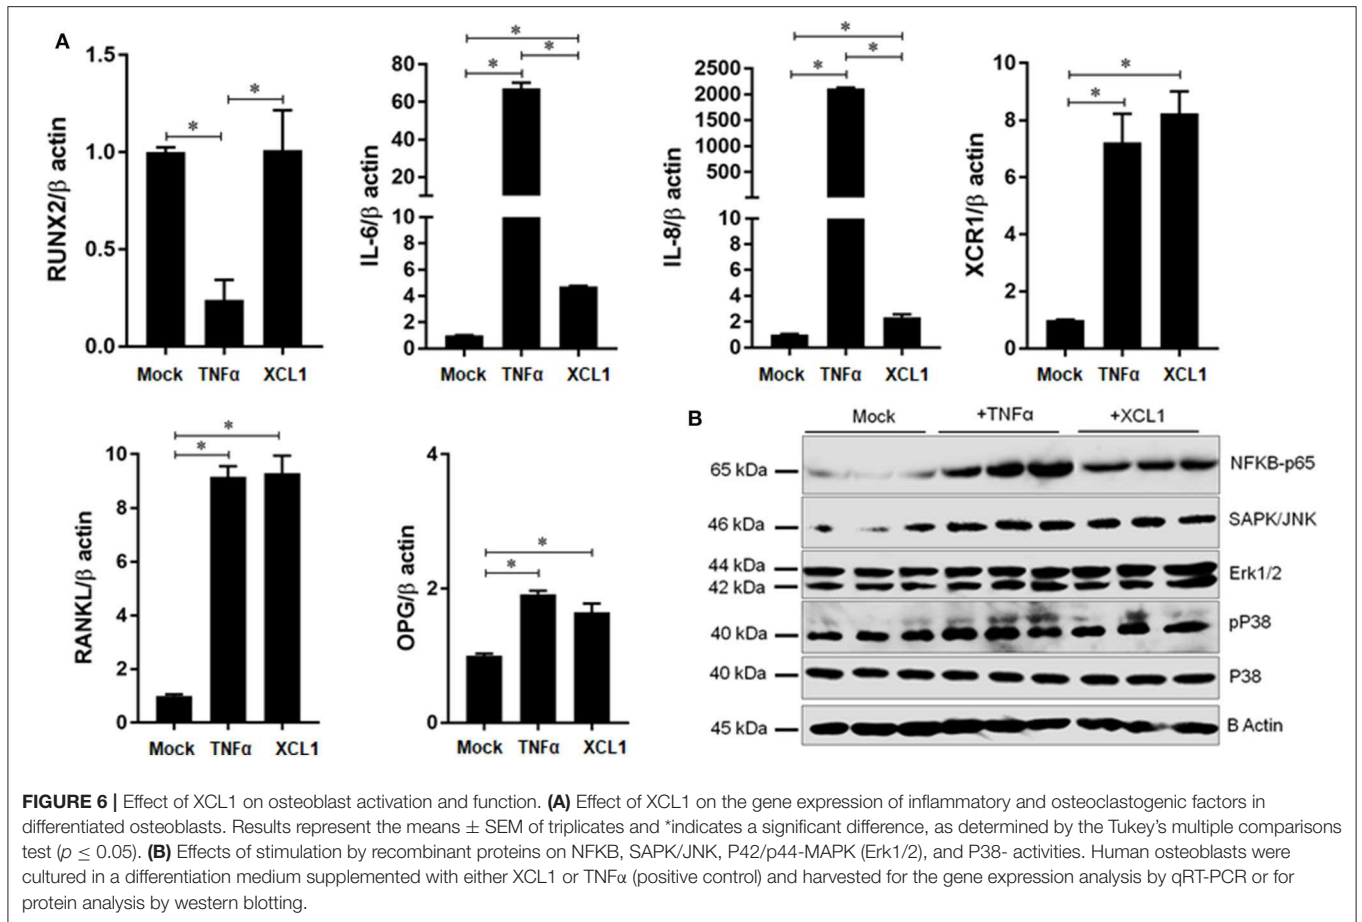 A
*
*
RUNX2/β actin
1.5
1.0
0.5
0.0
Mock TNFα XCL1
*
*
*
IL-6/β actin
80
60
40
20
10
8
6
4
2
0
Mock TNFα XCL1
*
*
*
IL-8/β actin
2500
2000
1500
1000
500
10
8
6
4
2
0
Mock TNFα XCL1
*
*
XCR1/β actin
10
8
6
4
2
0
Mock TNFα XCL1
*
*
RANKL/β actin
10
8
6
4
2
0
Mock TNFα XCL1
*
*
OPG/β actin
4
2
0
Mock TNFα XCL1
B
Mock +TNFα +XCL1
65 kDa NFKB-p65
46 kDa SAPK/JNK
44 kDa
42 kDa Erk1/2
40 kDa pP38
40 kDa P38
45 kDa B Actin
FIGURE 6 | Effect of XCL1 on osteoblast activation and function. (A) Effect of XCL1 on the gene expression of inflammatory and osteoclastogenic factors in
differentiated osteoblasts. Results represent the means ± SEM of triplicates and *indicates a significant difference, as determined by the Tukey's multiple comparisons
test (p ≤ 0.05). (B) Effects of stimulation by recombinant proteins on NFKB, SAPK/JNK, P42/p44-MAPK (Erk1/2), and P38- activities. Human osteoblasts were
cultured in a differentiation medium supplemented with either XCL1 or TNFα (positive control) and harvested for the gene expression analysis by qRT-PCR or for
protein analysis by western blotting.